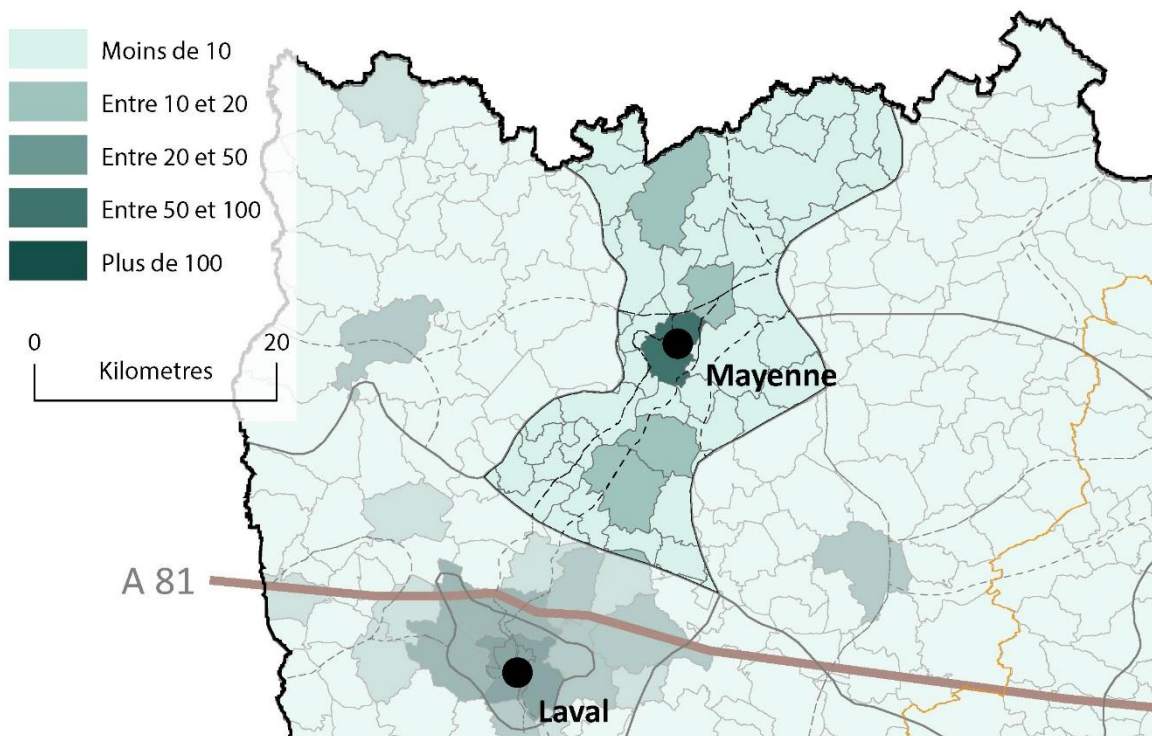 Moins de 10
Entre 10 et 20
Entre 20 et 50
Entre 50 et 100
Plus de 100
0 20
Kilometres
Mayenne
A 81
Laval